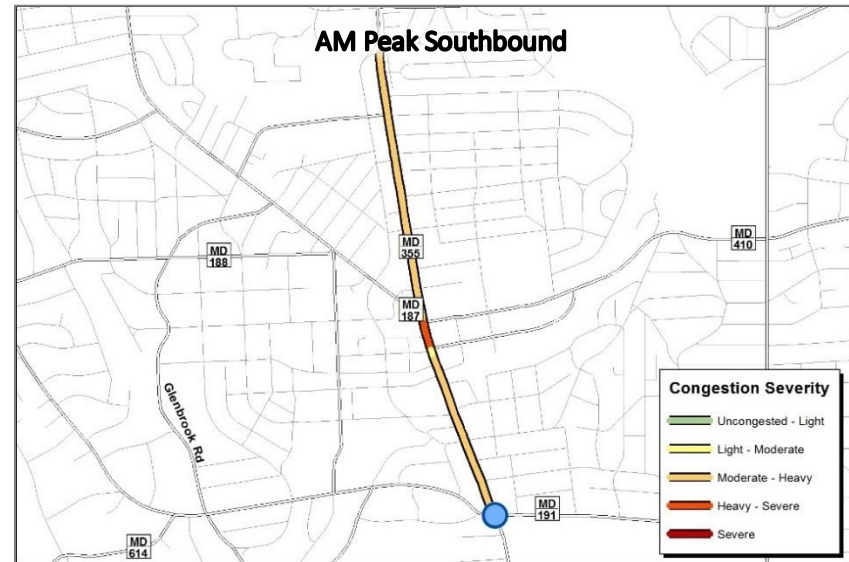 AM Peak Southbound
MD
410
MD
355
MD
188
MD
187
Glenbrook Rd
Congestion Severity
Uncongested - Light
Light - Moderate
Moderate - Heavy
Heavy - Severe
Severe
MD
191
MD
614